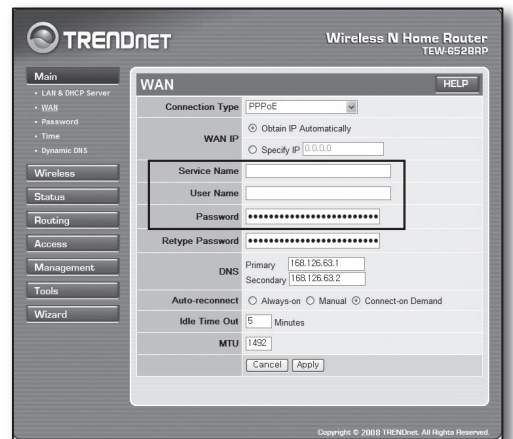 TRENDNET
Wireless N Home Router
TEW-652BRP
Main
• LAN & DHCP Server
• WAN
• Password
• Time
• Dynamic DNS
Wireless
Status
Routing
Access
Management
Tools
Wizard
WAN
HELP
Connection Type PPPoE
WAN IP
Obtain IP Automatically
Specify IP 0.0.0.0
Service Name
User Name
Password ●●●●●●●●●●●●●●●●●●●●●●●●●
Retype Password ●●●●●●●●●●●●●●●●●●●●●●●●●
DNS
Primary 168.126.63.1
Secondary 168.126.63.2
Auto-reconnect Always-on Manual Connect-on Demand
Idle Time Out 5 Minutes
MTU 1492
Cancel Apply
Copyright © 2008 TRENDnet. All Rights Reserved.